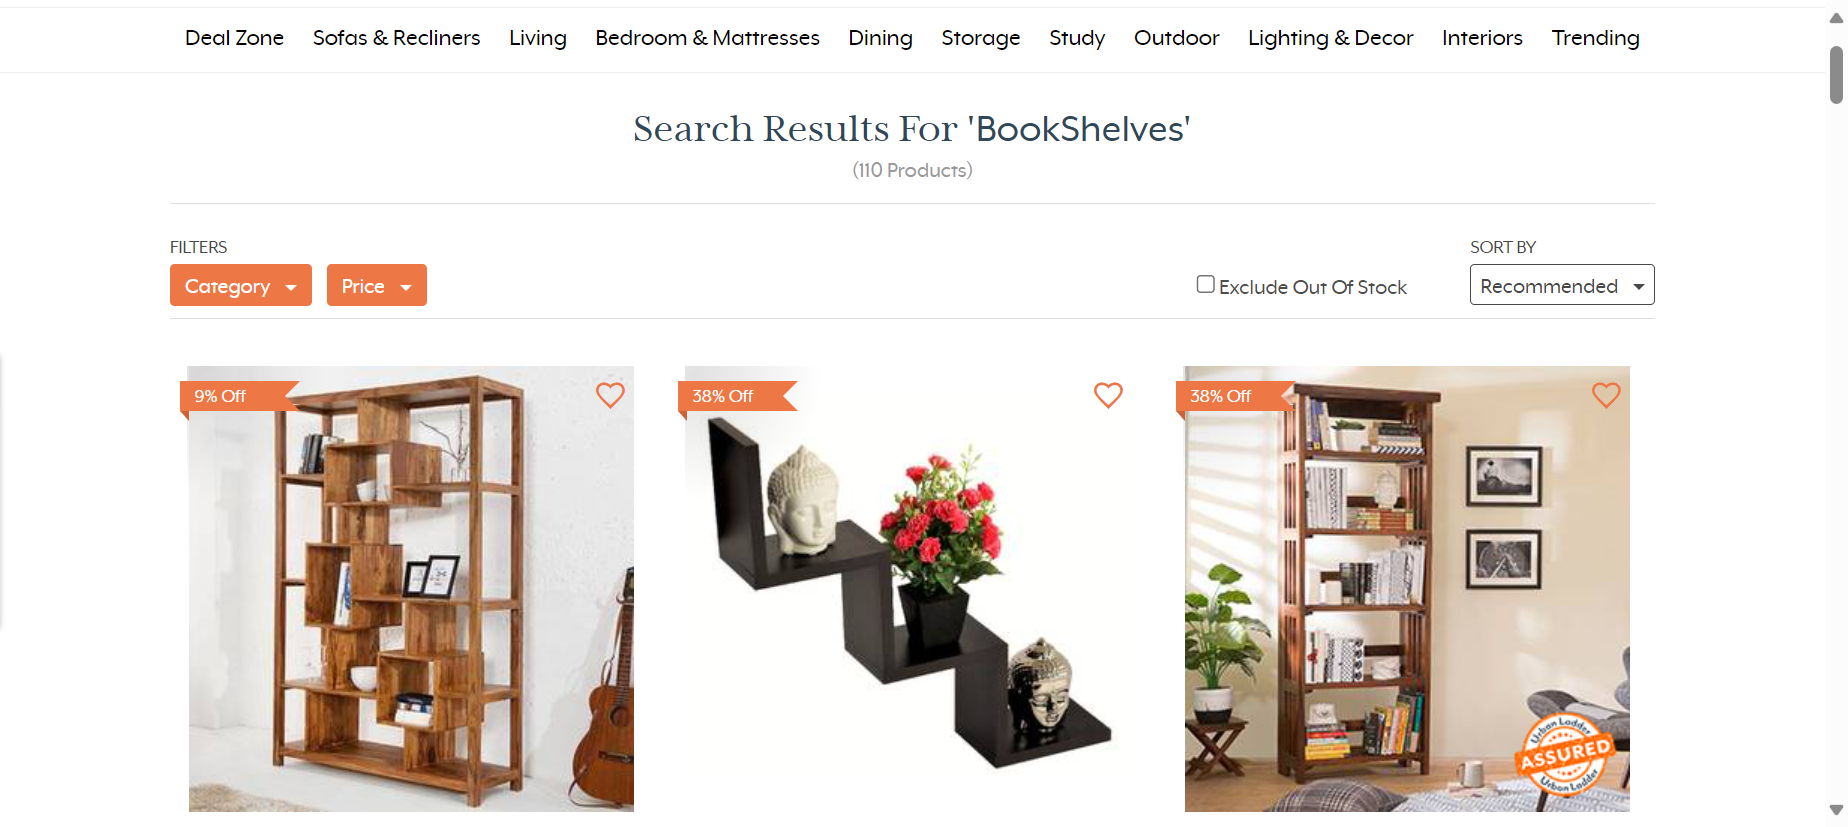 Deal Zone Sofas & Recliners Living Bedroom & Mattresses Dining Storage Study Outdoor Lighting & Decor Interiors Trending
Search Results For 'BookShelves'
(110 Products)
FILTERS
SORT BY
Category Price
Exclude Out Of Stock
Recommended
9% Off
38% Off
38% Off
Urban Ladder
ASSURED
Urban Ladder